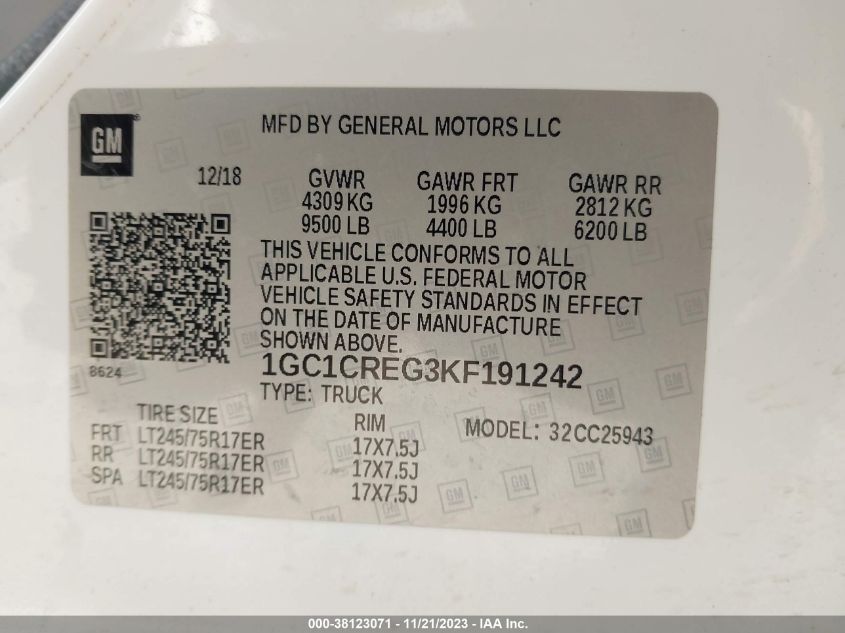 GM
MFD BY GENERAL MOTORS LLC
12/18 GVWR GAWR FRT GAWR RR
4309 KG 1996 KG 2812 KG
9500 LB 4400 LB 6200 LB
THIS VEHICLE CONFORMS TO ALL
APPLICABLE U.S. FEDERAL MOTOR
VEHICLE SAFETY STANDARDS IN EFFECT
ON THE DATE OF MANUFACTURE
SHOWN ABOVE.
8624
1GC1CREG3KF191242
TYPE: TRUCK
TIRE SIZE RIM MODEL: 32CC25943
FRT LT245/75R17ER 17X7.5J
RR LT245/75R17ER 17X7.5J
SPA LT245/75R17ER 17X7.5J
000-38123071 - 11/21/2023 - IAA Inc.